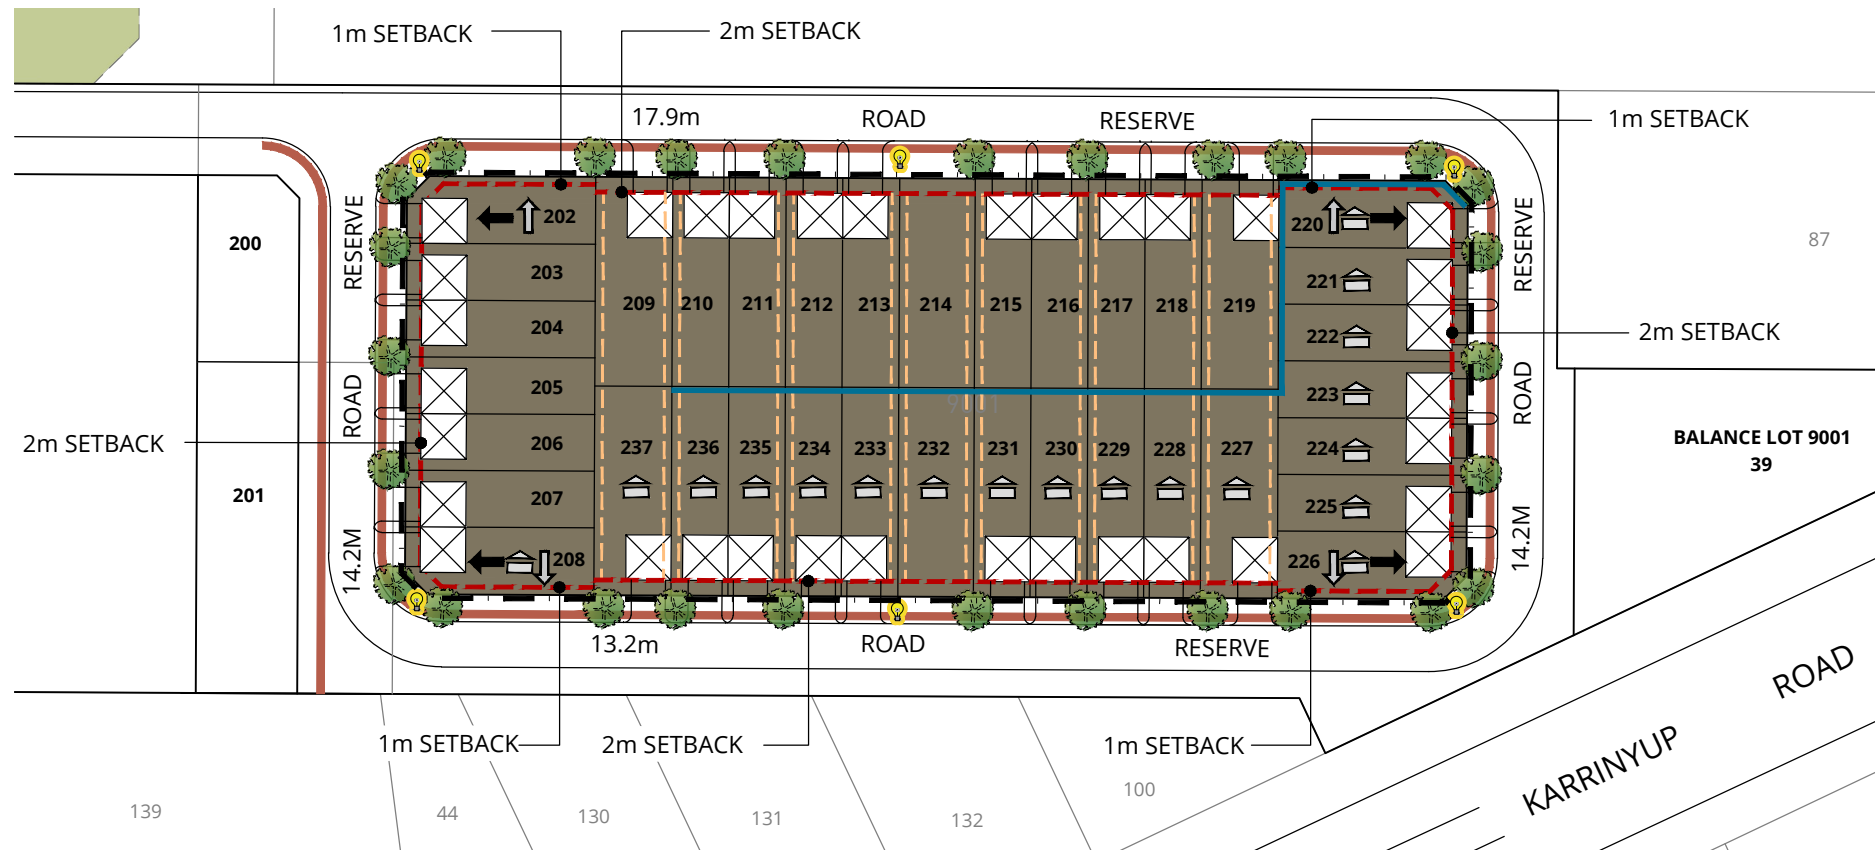 1m SETBACK
2m SETBACK
17.9m
ROAD
RESERVE
1m SETBACK
202
220
200
RESERVE
RESERVE
87
203
221
209
210
211
212
213
214
215
216
217
218
219
204
222
2m SETBACK
205
223
ROAD
ROAD
9001
2m SETBACK
206
237
236
235
234
233
232
231
230
229
228
227
224
BALANCE LOT 9001
39
201
207
225
14.2M
14.2M
208
226
13.2m
ROAD
RESERVE
1m SETBACK
2m SETBACK
1m SETBACK
KARRINYUP
ROAD
139
44
130
131
132
100